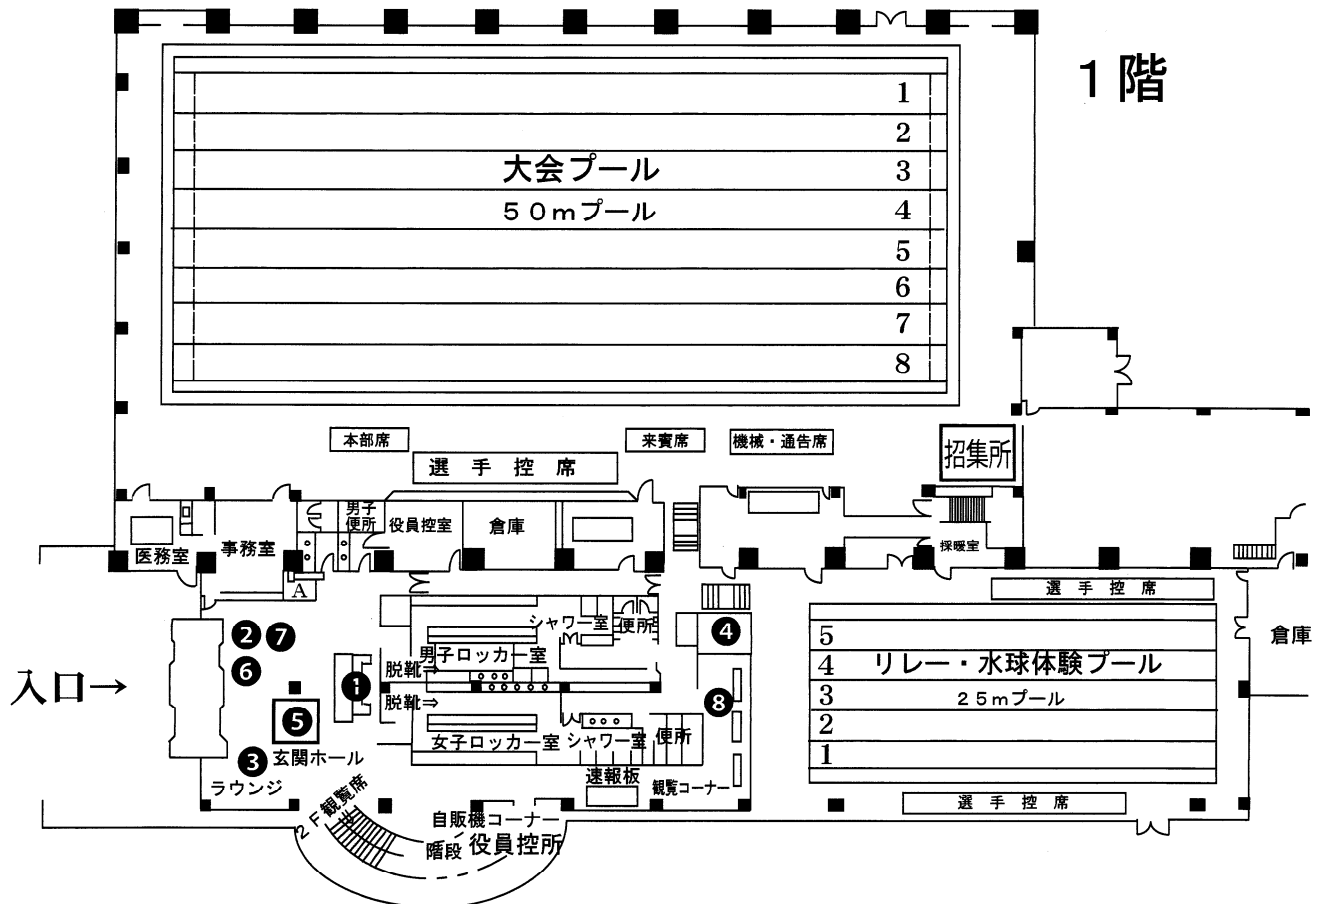 １階
1
2
大会プール
3
５０ｍプール
4
5
6
7
8
本部席
来賓席
機械・通告席
選手控席
招集所
男子
便所
役員控室
倉庫
医務室
事務室
採暖室
A
選手控席
シャワー室
便所
倉庫
❷
❼
❹
5
男子ロッカー室
4
リレー・水球体験プール
❻
脱靴⇒
入口→
❶
3
２５ｍプール
脱靴⇒
❽
❺
2
女子ロッカー室
シャワー室
便所
1
❸
玄関ホール
速報板
ラウンジ
観覧コーナー
２Ｆ観覧席
選手控席
自販機コーナー
階段
役員控所